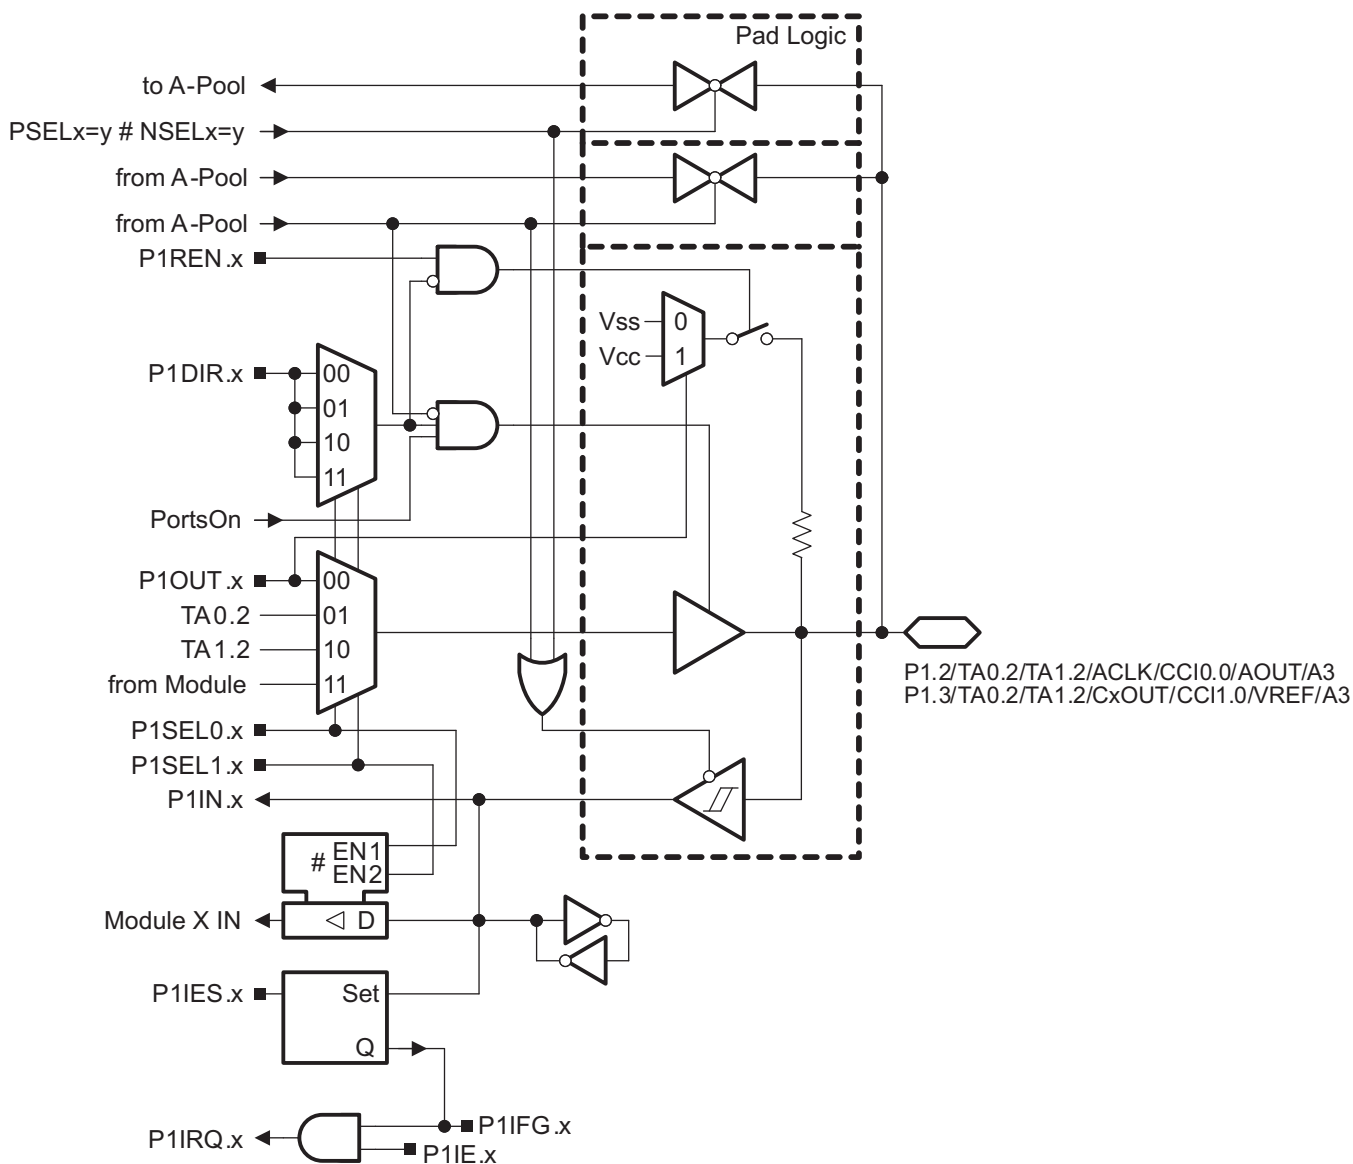 Pad Logic
to A-Pool
PSELx=y # NSELx=y
from A-Pool
from A-Pool
P1REN.x
Vss 0
Vcc 1
P1DIR.x 00
01
10
11
PortsOn
P1OUT.x 00
TA0.2 01
TA1.2 10
from Module 11
P1.2/TA0.2/TA1.2/ACLK/CCI0.0/AOUT/A3
P1.3/TA0.2/TA1.2/CxOUT/CCI1.0/VREF/A3
P1SEL0.x
P1SEL1.x
P1IN.x
# EN1
EN2
Module X IN D
P1IES.x Set
Q
P1IRQ.x P1IFG.x
P1IE.x